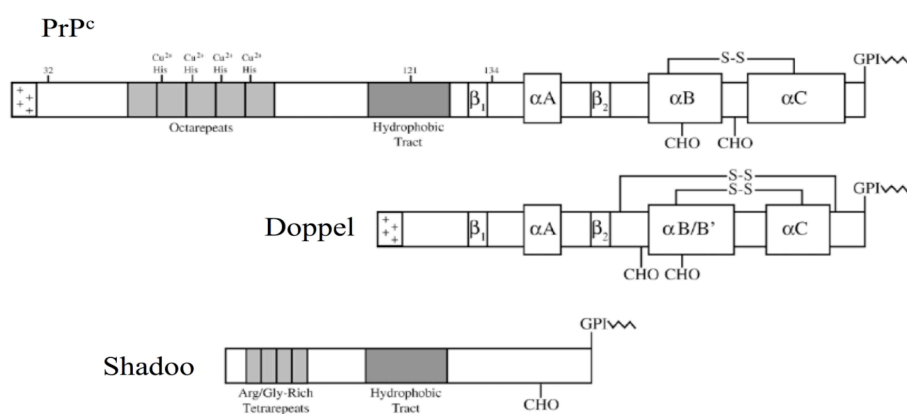 PrPᶜ
Cu²⁺ Cu²⁺ Cu²⁺ Cu²⁺
32 His His His His 121 134 S-S GPI
+ + + + β₁ αA β₂ αB αC
Octarepeats Hydrophobic CHO CHO
Tract
S-S
S-S GPI
Doppel + + + + β₁ αA β₂ αB/B' αC
CHO CHO
GPI
Shadoo
Arg/Gly-Rich Hydrophobic CHO
Tetrarepeats Tract